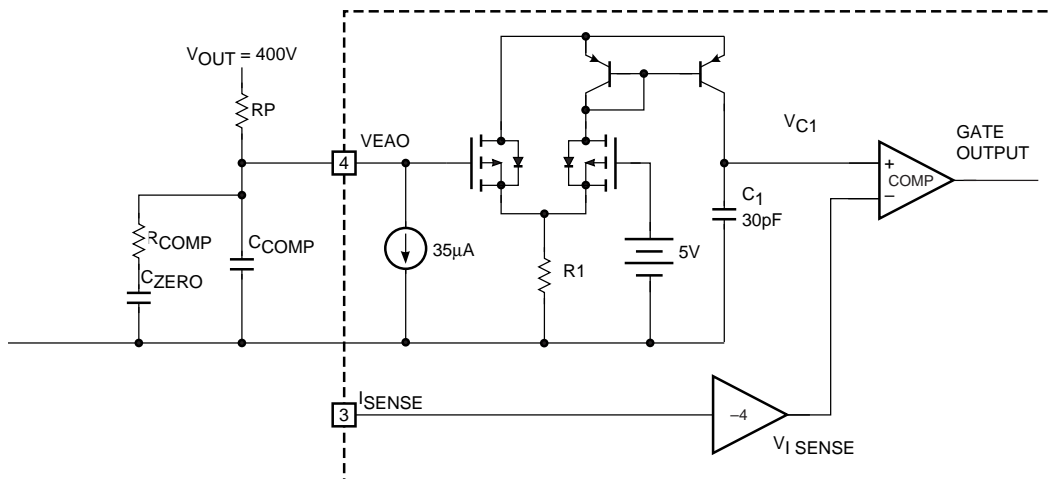 VOUT = 400V
RP
4
VEAO
VC1
GATE
OUTPUT
+
COMP
–
C1
30pF
RCOMP
CCOMP
CZERO
35µA
R1
5V
3
ISENSE
–4
VI SENSE